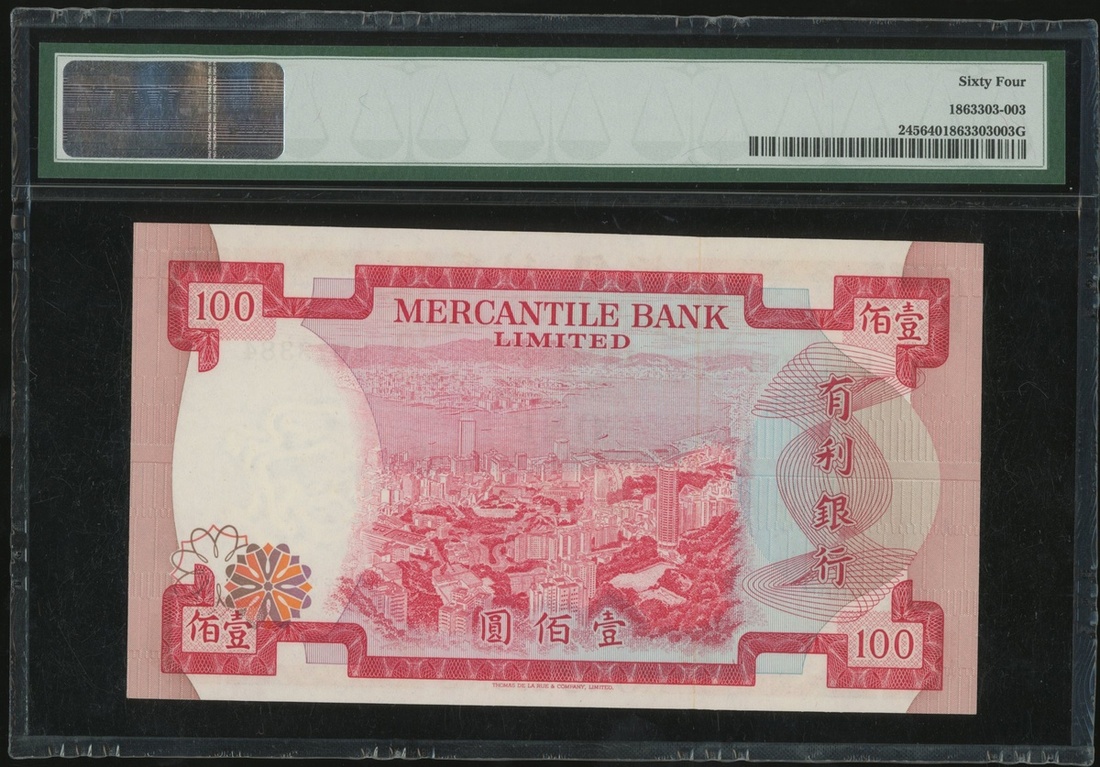 Sixty Four
1863303-003
2456401863303003G
100
MERCANTILE BANK
LIMITED
佰壹
有利銀行
圓佰壹
佰壹
100
THOMAS DE LA RUE & COMPANY, LIMITED.